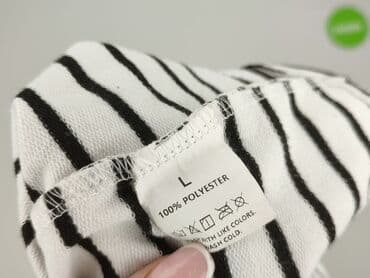 L
100% POLYESTER
WITH LIKE COLORS.
WASH COLD.